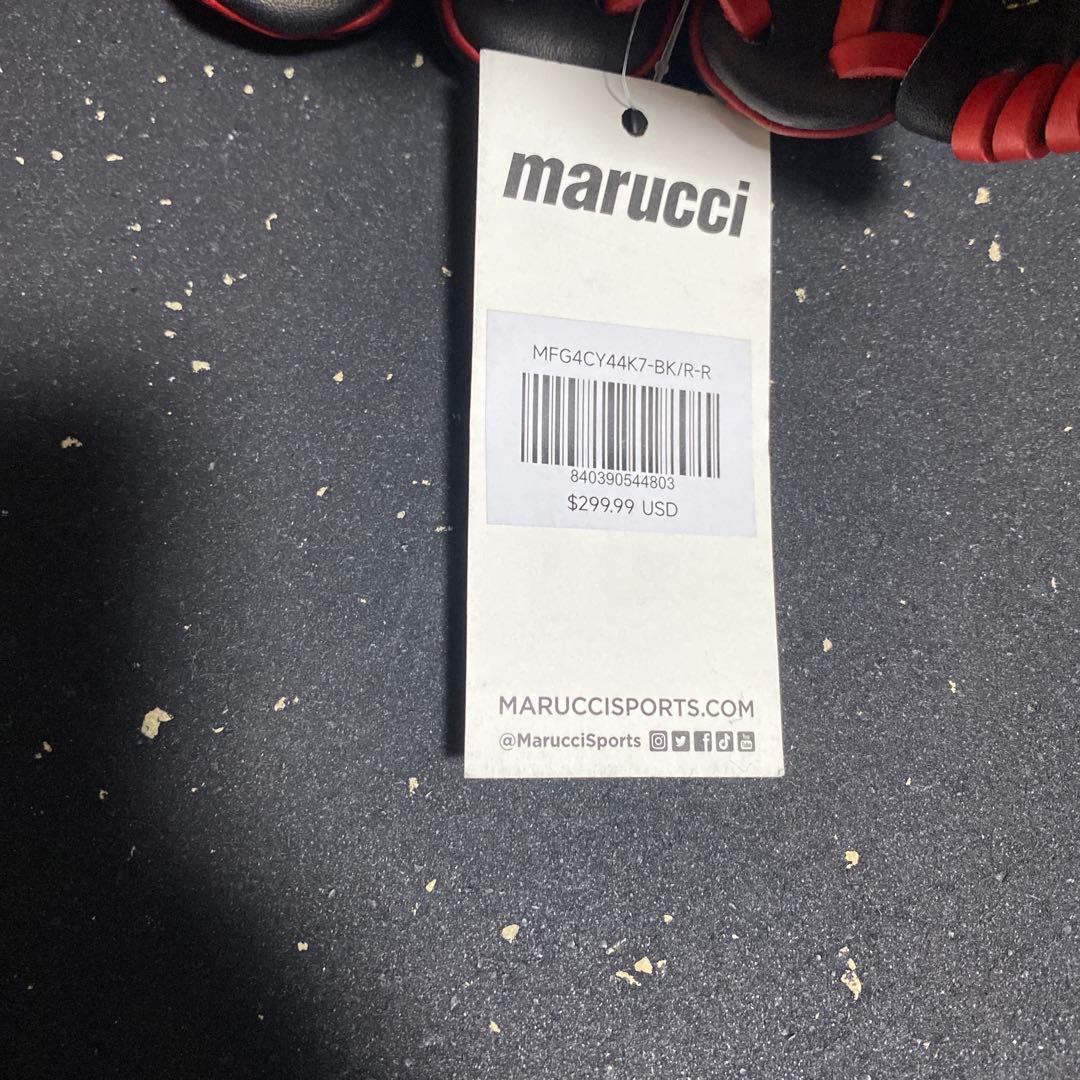 marucci
MFG4CY44K7-BK/R-R
840390544803
$299.99 USD
MARUCCISPORTS.COM
@MarucciSports